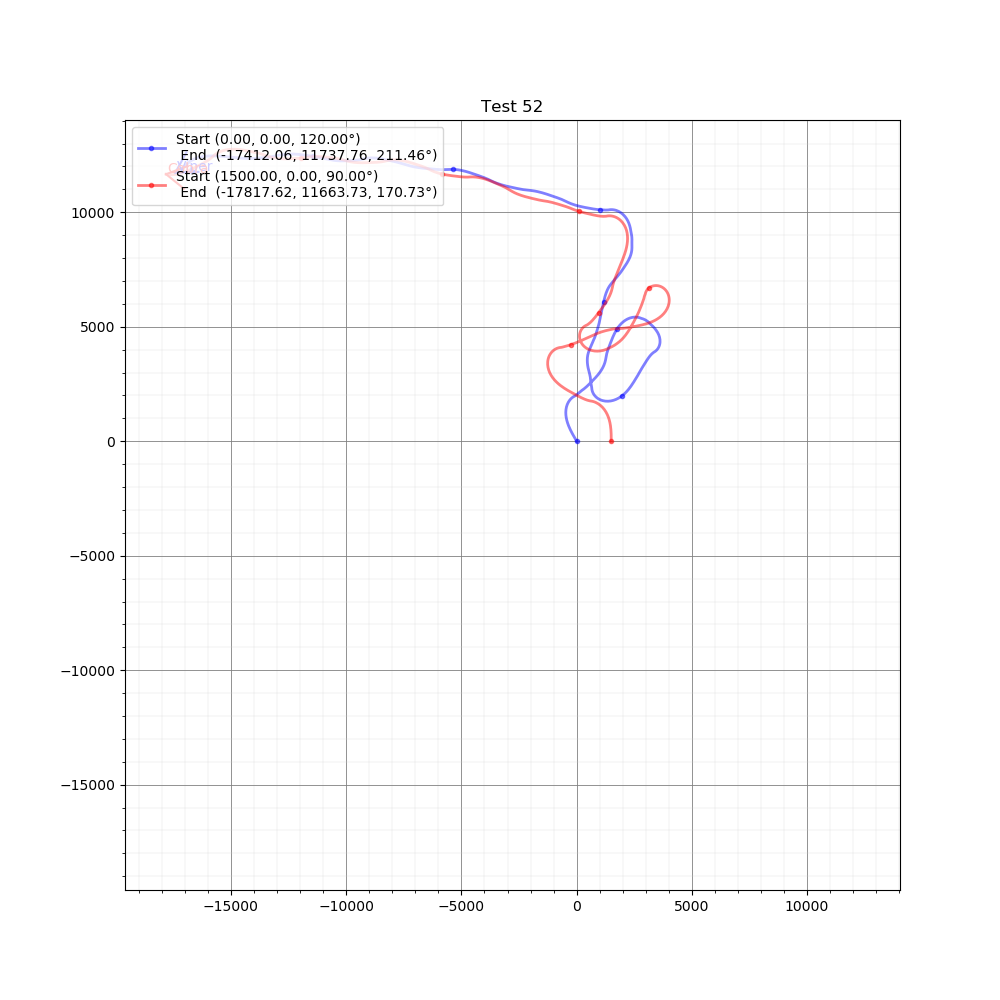 Test 52
Start (0.00, 0.00, 120.00°)
End (-17412.06, 11737.76, 211.46°)
Start (1500.00, 0.00, 90.00°)
End (-17817.62, 11663.73, 170.73°)
10000
5000
0
−5000
−10000
−15000
−15000 −10000 −5000 0 5000 10000